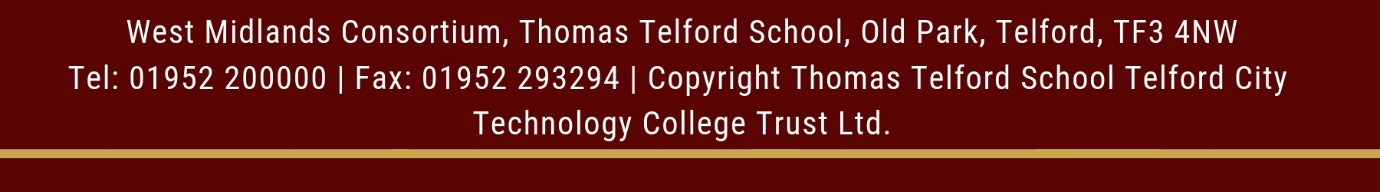 West Midlands Consortium, Thomas Telford School, Old Park, Telford, TF3 4NW
Tel: 01952 200000 | Fax: 01952 293294 | Copyright Thomas Telford School Telford City
Technology College Trust Ltd.